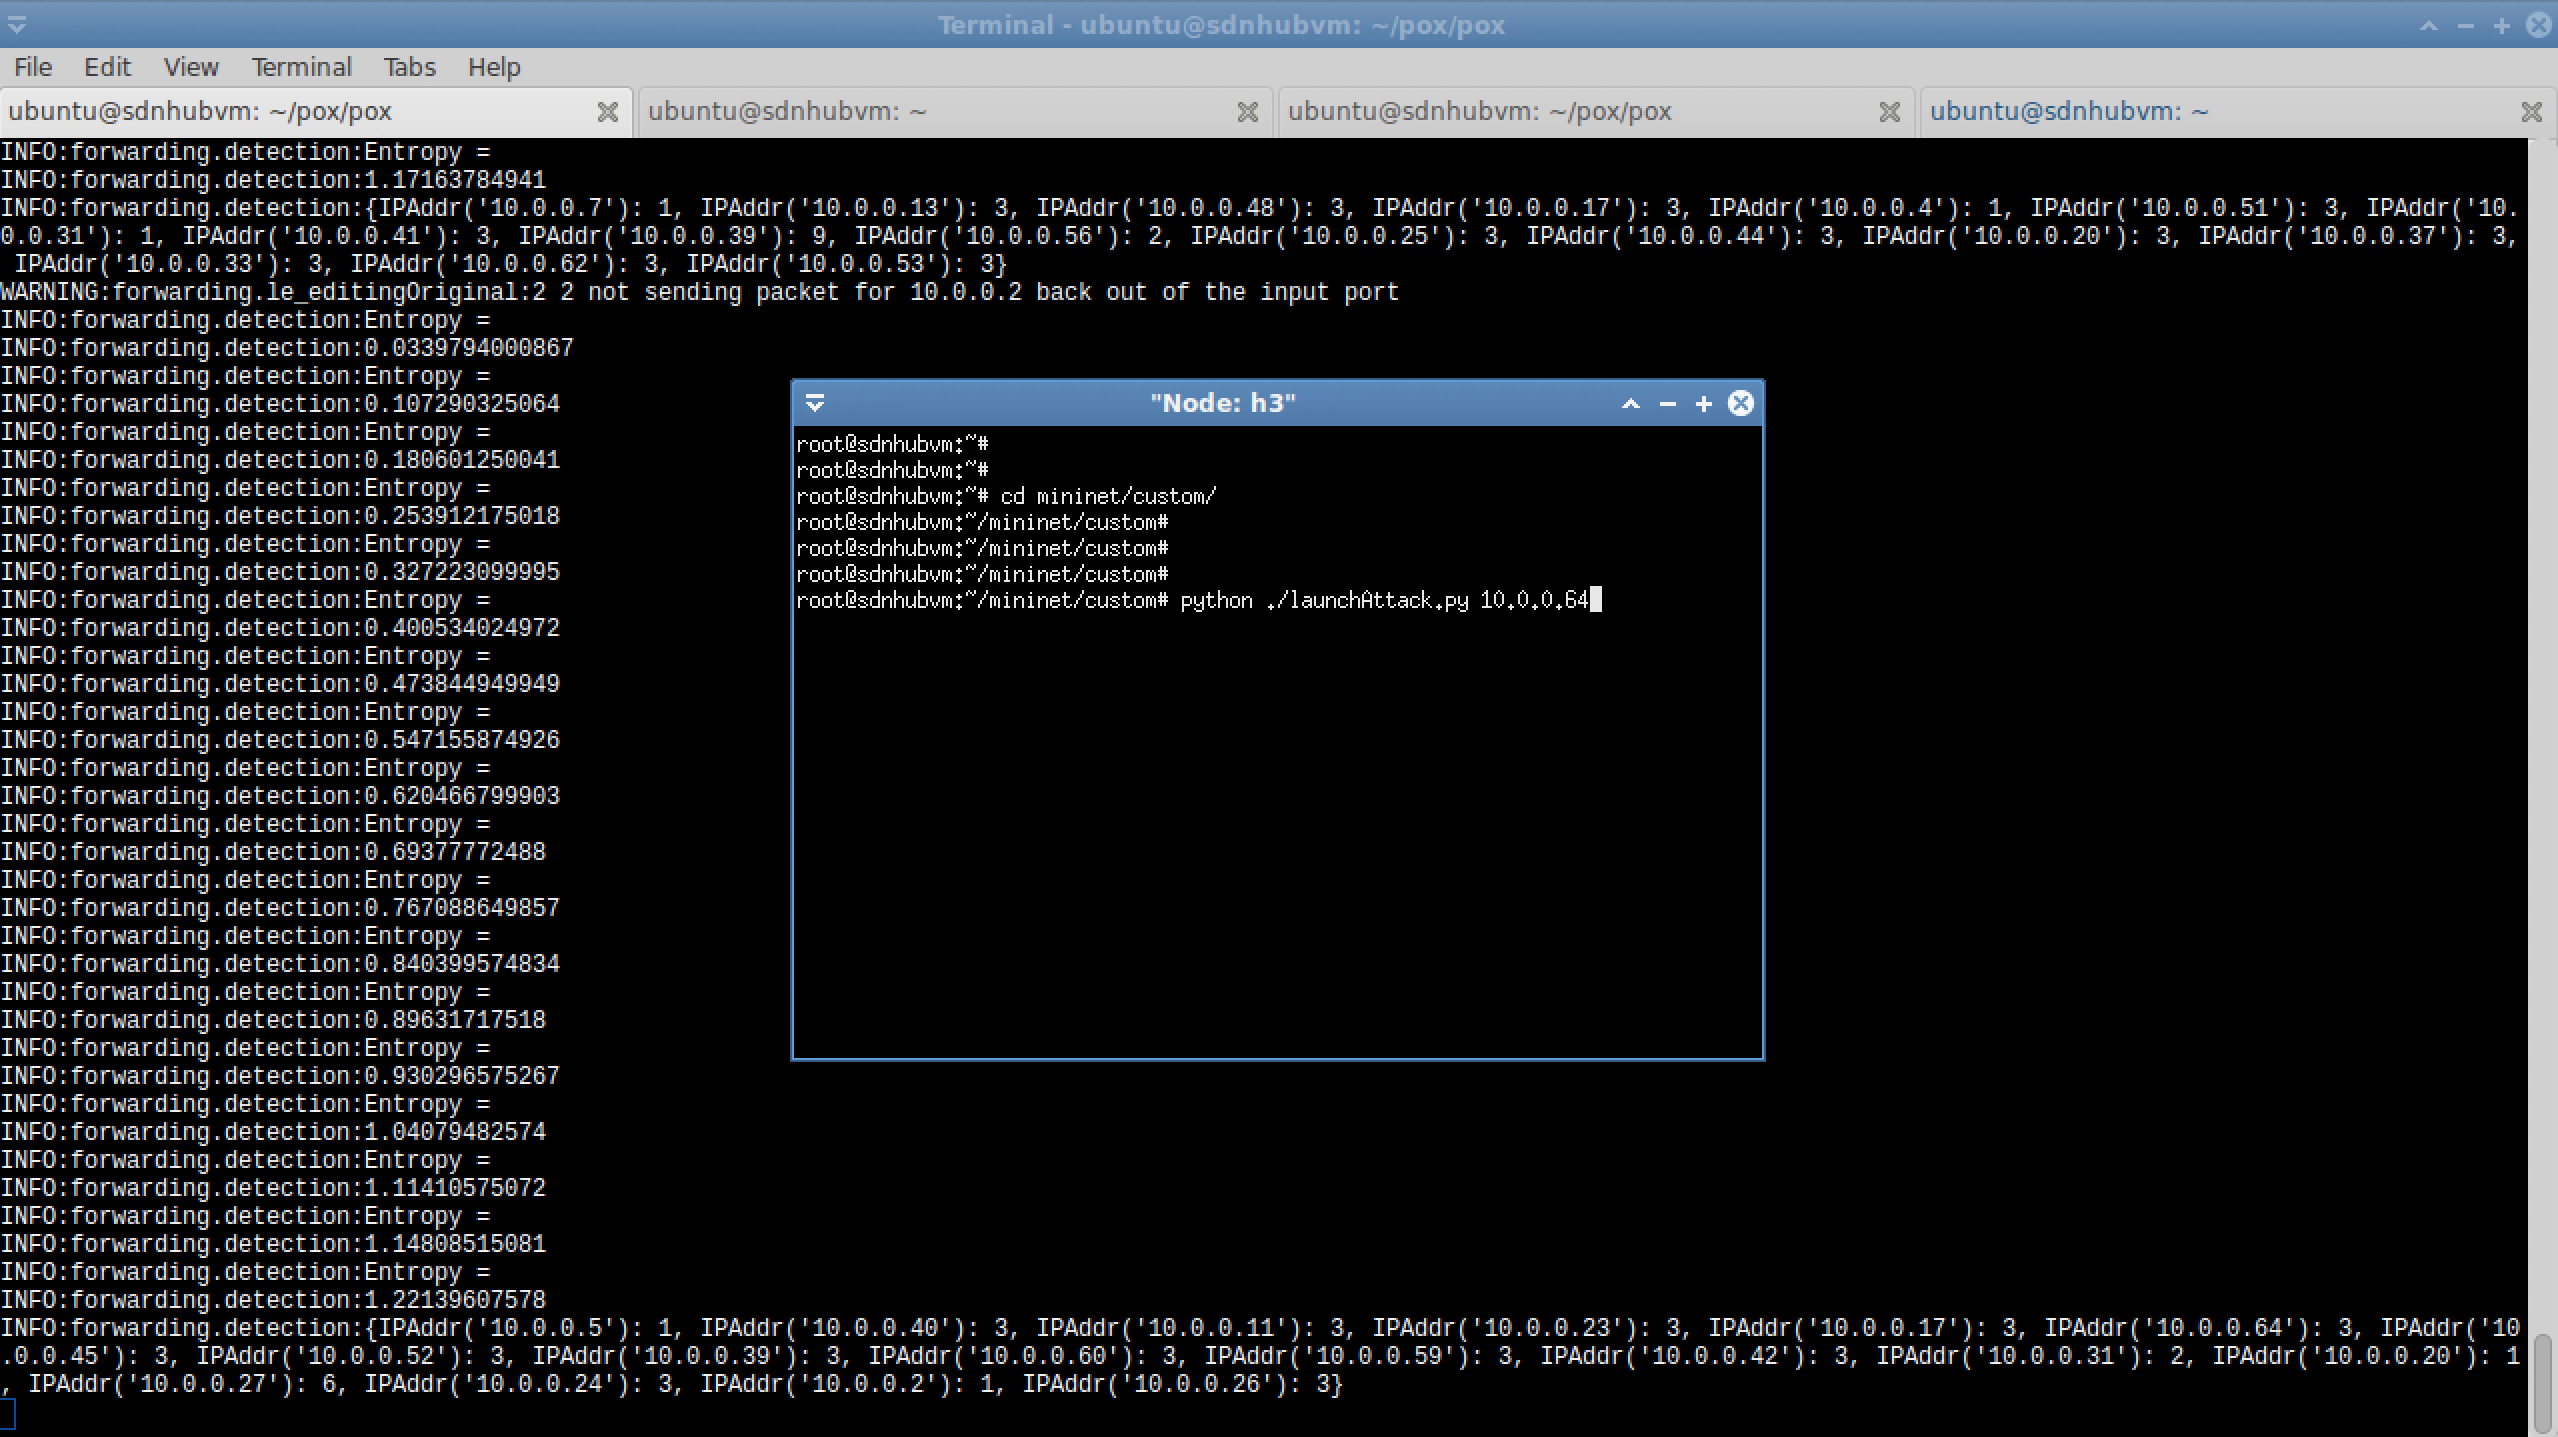 Terminal - ubuntu@sdnhubvm: ~/pox/pox
File Edit View Terminal Tabs Help
ubuntu@sdnhubvm: ~/pox/pox ubuntu@sdnhubvm: ~ ubuntu@sdnhubvm: ~/pox/pox ubuntu@sdnhubvm: ~
INFO:forwarding.detection:Entropy =
INFO:forwarding.detection:1.17163784941
INFO:forwarding.detection:{IPAddr('10.0.0.7'): 1, IPAddr('10.0.0.13'): 3, IPAddr('10.0.0.48'): 3, IPAddr('10.0.0.17'): 3, IPAddr('10.0.0.4'): 1, IPAddr('10.0.0.51'): 3, IPAddr('10.
0.0.31'): 1, IPAddr('10.0.0.41'): 3, IPAddr('10.0.0.39'): 9, IPAddr('10.0.0.56'): 2, IPAddr('10.0.0.25'): 3, IPAddr('10.0.0.44'): 3, IPAddr('10.0.0.20'): 3, IPAddr('10.0.0.37'): 3,
IPAddr('10.0.0.33'): 3, IPAddr('10.0.0.62'): 3, IPAddr('10.0.0.53'): 3}
WARNING:forwarding.le_editingOriginal:2 2 not sending packet for 10.0.0.2 back out of the input port
INFO:forwarding.detection:Entropy =
INFO:forwarding.detection:0.0339794000867
INFO:forwarding.detection:Entropy =
INFO:forwarding.detection:0.107290325064
INFO:forwarding.detection:Entropy =
INFO:forwarding.detection:0.180601250041
INFO:forwarding.detection:Entropy =
INFO:forwarding.detection:0.253912175018
INFO:forwarding.detection:Entropy =
INFO:forwarding.detection:0.327223099995
INFO:forwarding.detection:Entropy =
INFO:forwarding.detection:0.400534024972
INFO:forwarding.detection:Entropy =
INFO:forwarding.detection:0.473844949949
INFO:forwarding.detection:Entropy =
INFO:forwarding.detection:0.547155874926
INFO:forwarding.detection:Entropy =
INFO:forwarding.detection:0.620466799903
INFO:forwarding.detection:Entropy =
INFO:forwarding.detection:0.69377772488
INFO:forwarding.detection:Entropy =
INFO:forwarding.detection:0.767088649857
INFO:forwarding.detection:Entropy =
INFO:forwarding.detection:0.840399574834
INFO:forwarding.detection:Entropy =
INFO:forwarding.detection:0.89631717518
INFO:forwarding.detection:Entropy =
INFO:forwarding.detection:0.930296575267
INFO:forwarding.detection:Entropy =
INFO:forwarding.detection:1.04079482574
INFO:forwarding.detection:Entropy =
INFO:forwarding.detection:1.11410575072
INFO:forwarding.detection:Entropy =
INFO:forwarding.detection:1.14808515081
INFO:forwarding.detection:Entropy =
INFO:forwarding.detection:1.22139607578
INFO:forwarding.detection:{IPAddr('10.0.0.5'): 1, IPAddr('10.0.0.40'): 3, IPAddr('10.0.0.11'): 3, IPAddr('10.0.0.23'): 3, IPAddr('10.0.0.17'): 3, IPAddr('10.0.0.64'): 3, IPAddr('10
.0.0.45'): 3, IPAddr('10.0.0.52'): 3, IPAddr('10.0.0.39'): 3, IPAddr('10.0.0.60'): 3, IPAddr('10.0.0.59'): 3, IPAddr('10.0.0.42'): 3, IPAddr('10.0.0.31'): 2, IPAddr('10.0.0.20'): 1
, IPAddr('10.0.0.27'): 6, IPAddr('10.0.0.24'): 3, IPAddr('10.0.0.2'): 1, IPAddr('10.0.0.26'): 3}
"Node: h3"
root@sdnhubvm:~#
root@sdnhubvm:~#
root@sdnhubvm:~# cd mininet/custom/
root@sdnhubvm:~/mininet/custom#
root@sdnhubvm:~/mininet/custom#
root@sdnhubvm:~/mininet/custom#
root@sdnhubvm:~/mininet/custom# python ./launchAttack.py 10.0.0.64